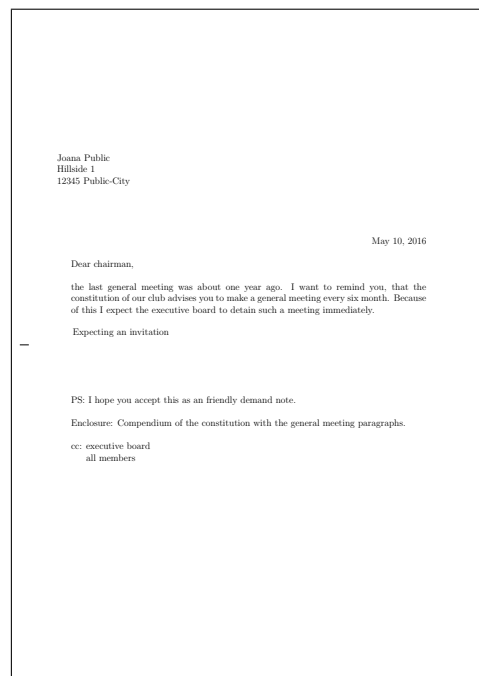 Joana Public
Hillside 1
12345 Public-City
May 10, 2016
Dear chairman,
the last general meeting was about one year ago. I want to remind you, that the
constitution of our club advises you to make a general meeting every six month. Because
of this I expect the executive board to detain such a meeting immediately.
Expecting an invitation
PS: I hope you accept this as an friendly demand note.
Enclosure: Compendium of the constitution with the general meeting paragraphs.
cc: executive board
all members